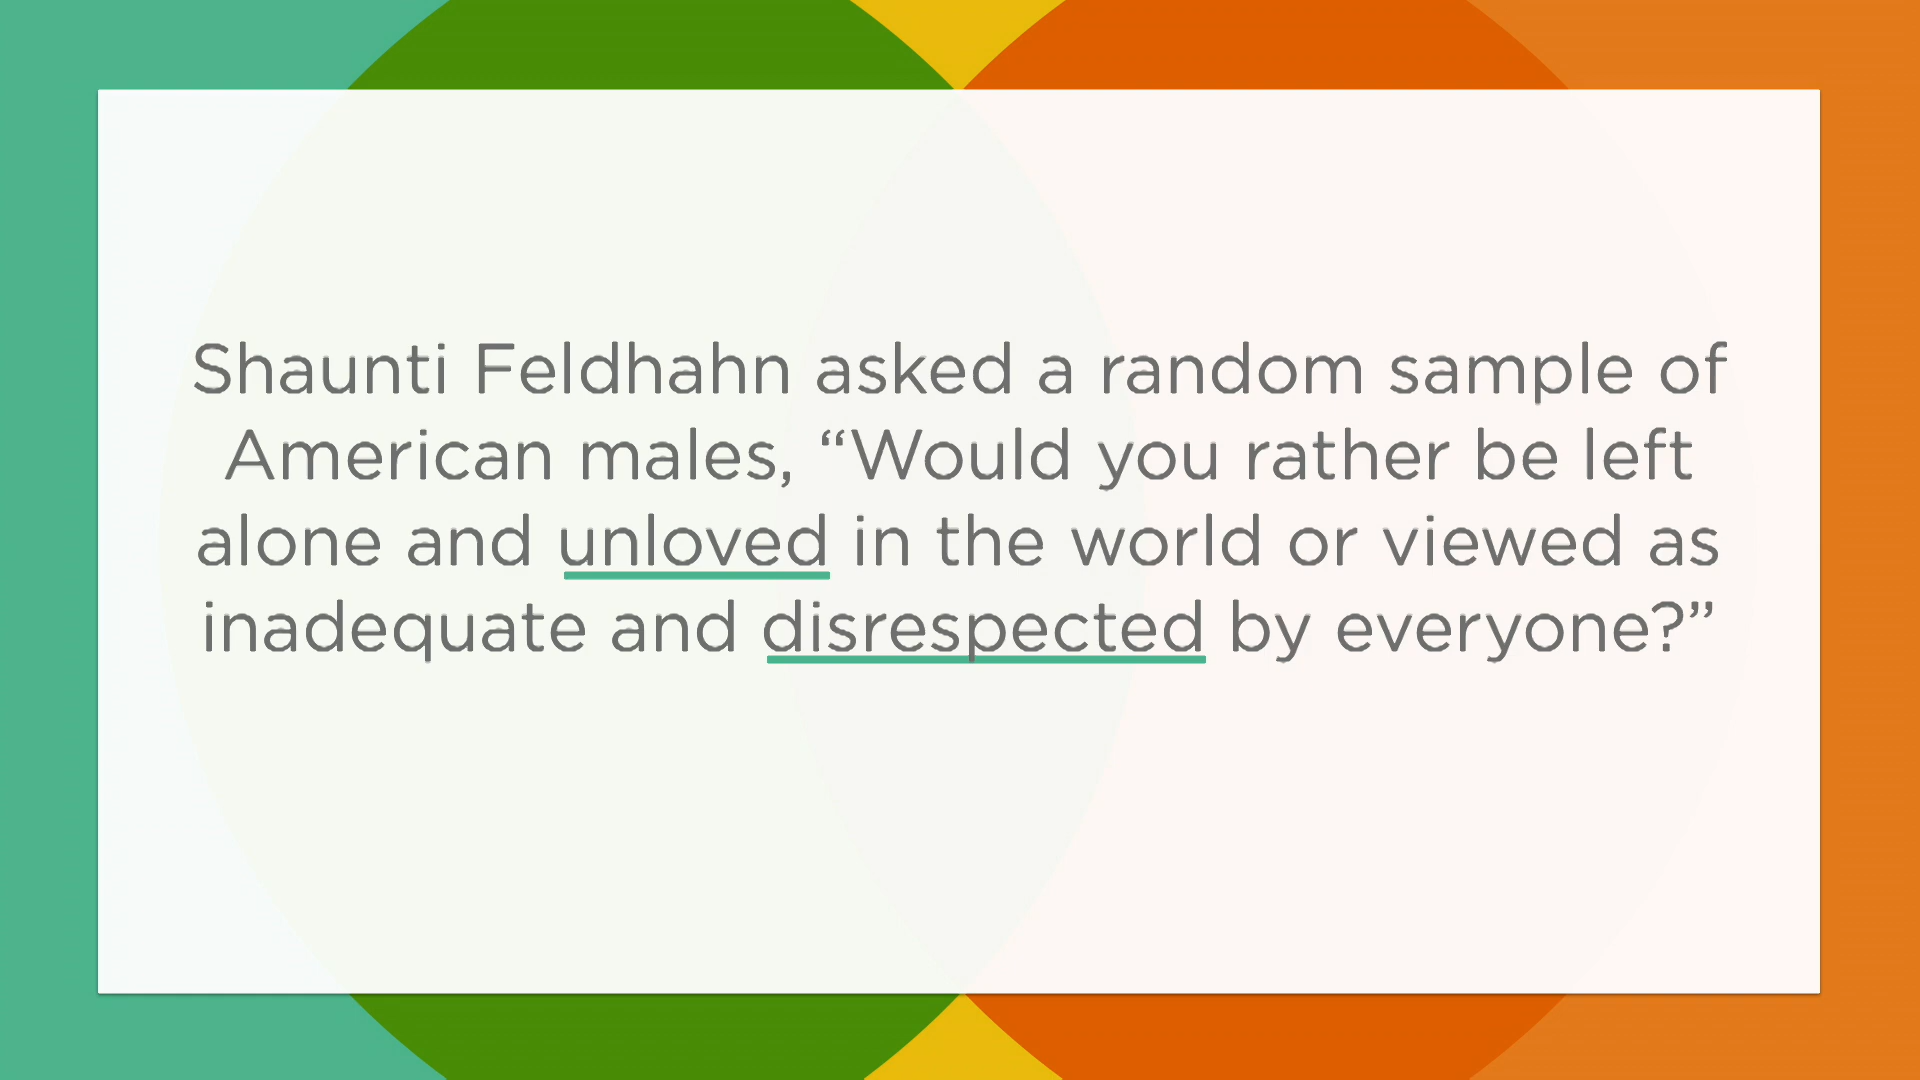 Shaunti Feldhahn asked a random sample of
American males, “Would you rather be left
alone and unloved in the world or viewed as
inadequate and disrespected by everyone?”